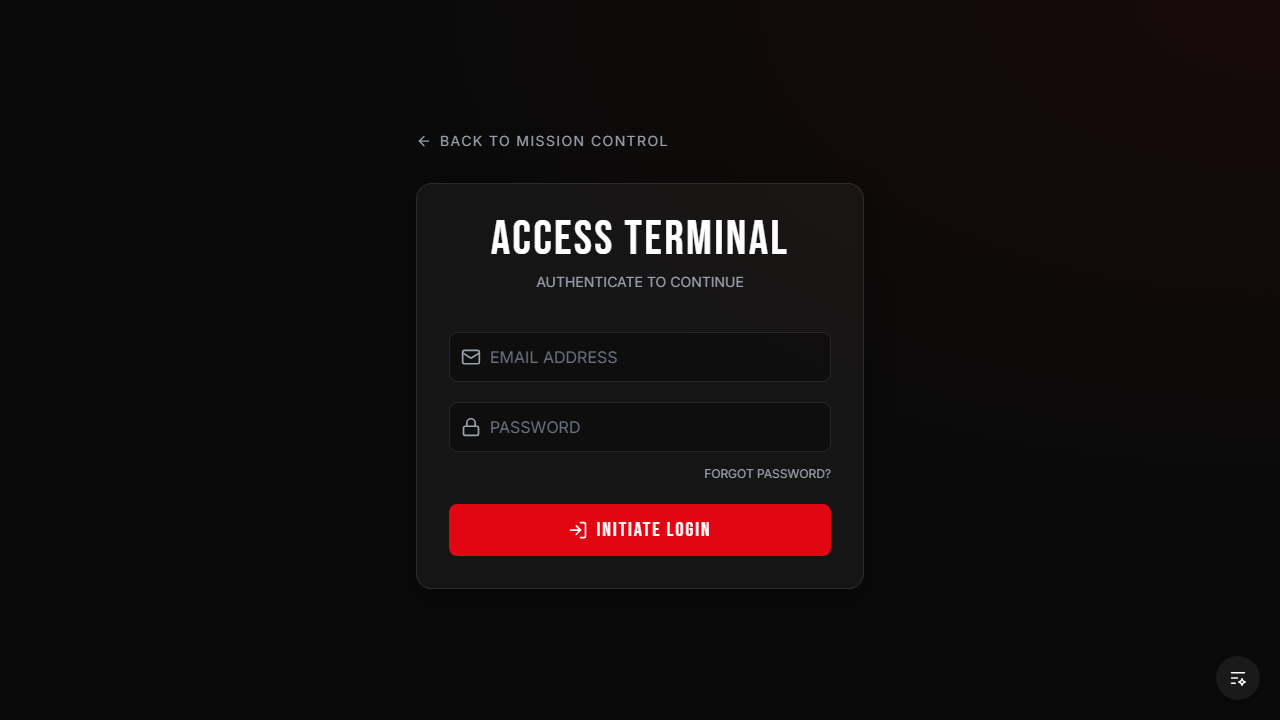 BACK TO MISSION CONTROL
ACCESS TERMINAL
AUTHENTICATE TO CONTINUE
EMAIL ADDRESS
PASSWORD
FORGOT PASSWORD?
INITIATE LOGIN